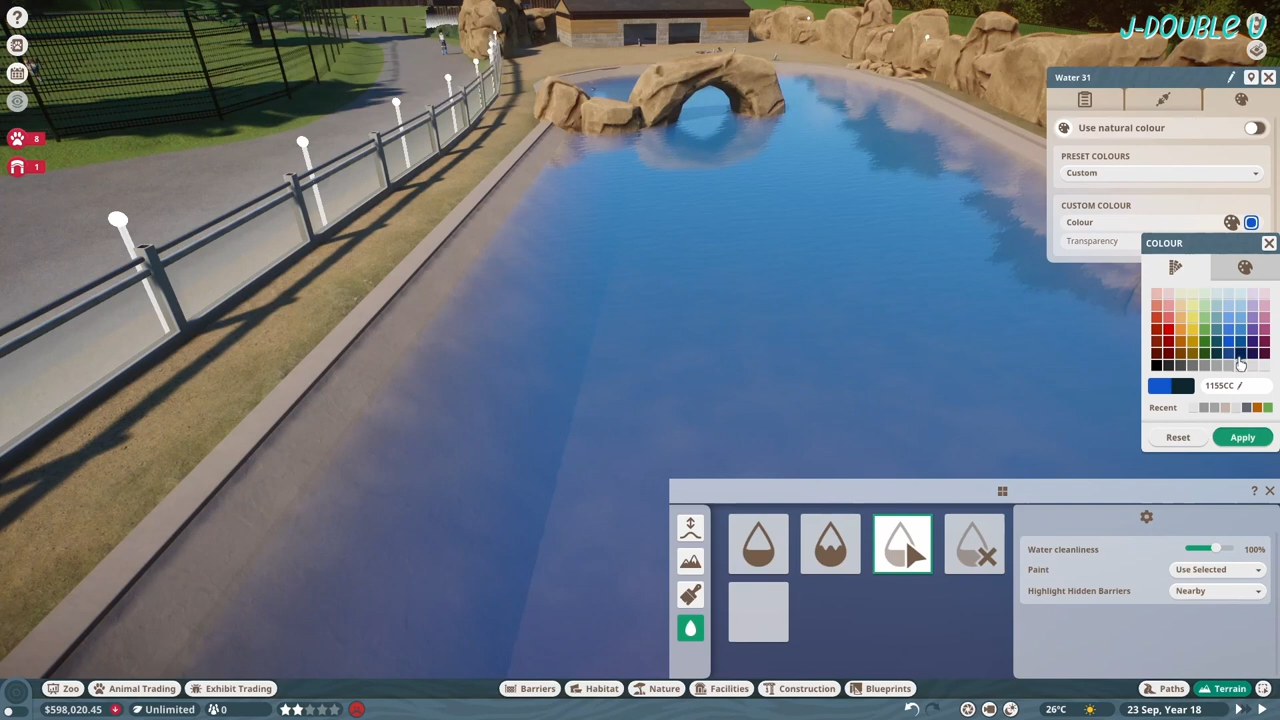 J-DOUBLE U
?
8
1
Water 31
Use natural colour
PRESET COLOURS
Custom
CUSTOM COLOUR
Colour
Transparency
COLOUR
1155CC
Recent
Reset
Apply
?
Water cleanliness
100%
Paint
Use Selected
Highlight Hidden Barriers
Nearby
Zoo
Animal Trading
Exhibit Trading
Barriers
Habitat
Nature
Facilities
Construction
Blueprints
Paths
Terrain
$598,020.45
Unlimited
0
26°C
23 Sep, Year 18